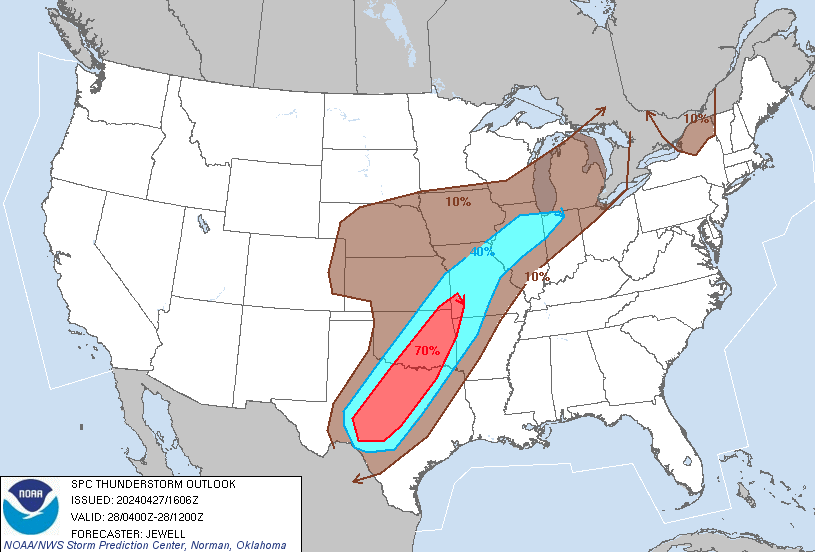 10%
10%
40%
10%
70%
NOAA
SPC THUNDERSTORM OUTLOOK
ISSUED: 20240427/1606Z
VALID: 28/0400Z-28/1200Z
FORECASTER: JEWELL
NOAA/NWS Storm Prediction Center, Norman, Oklahoma